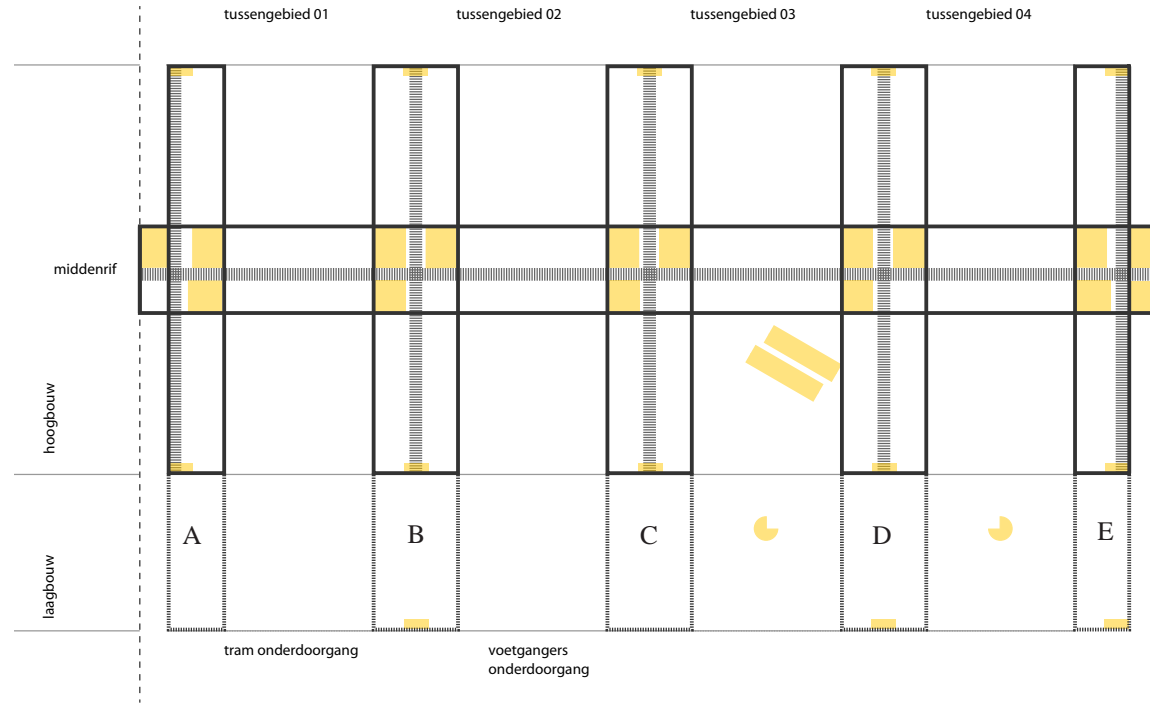 tussengebied 01
tussengebied 02
tussengebied 03
tussengebied 04
middenrif
hoogbouw
A
B
C
D
E
laagbouw
tram onderdoorgang
voetgangers
onderdoorgang